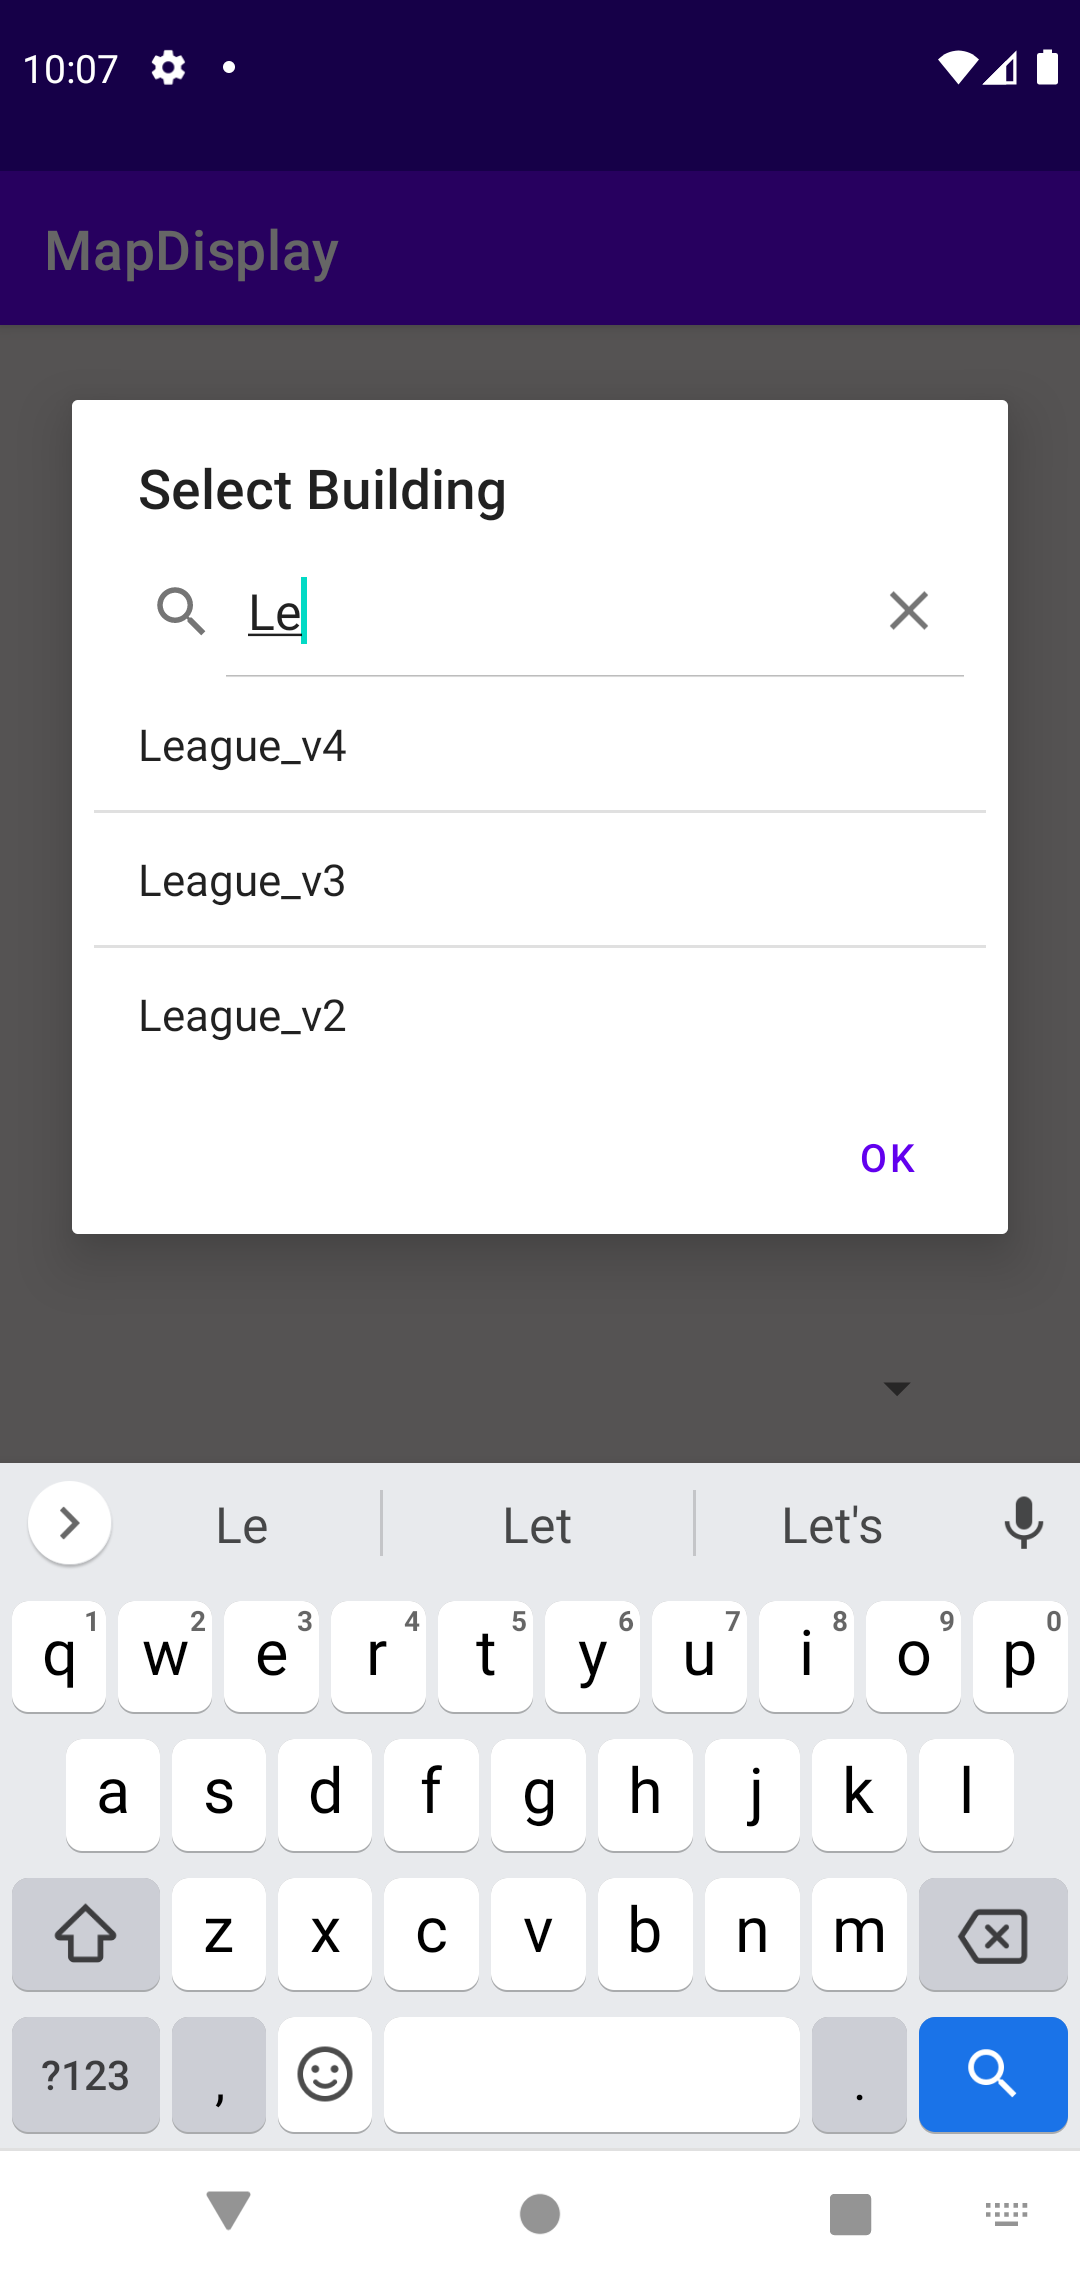 10:07
MapDisplay
Select Building
Le
League_v4
League_v3
League_v2
OK
Le Let Let's
q 1 w 2 e 3 r 4 t 5 y 6 u 7 i 8 o 9 p 0
a s d f g h j k l
z x c v b n m
?123 , .